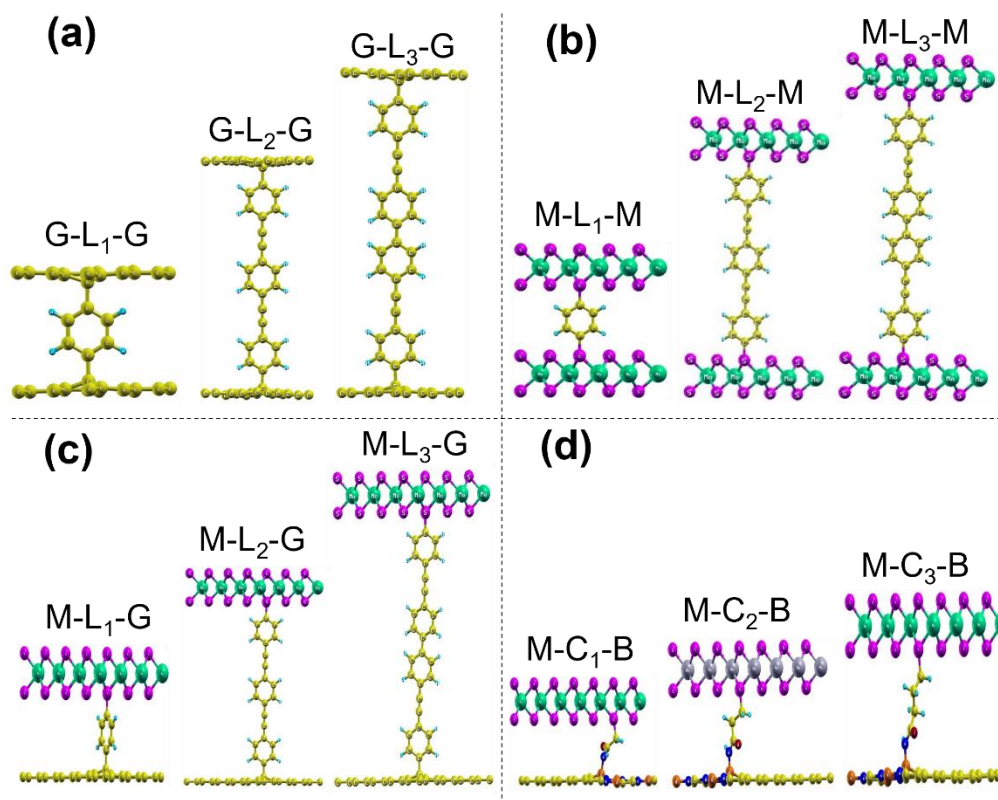 (a)
G-L₃-G
G-L₂-G
G-L₁-G
(b)
M-L₃-M
M-L₂-M
M-L₁-M
(c)
M-L₃-G
M-L₂-G
M-L₁-G
(d)
M-C₃-B
M-C₂-B
M-C₁-B